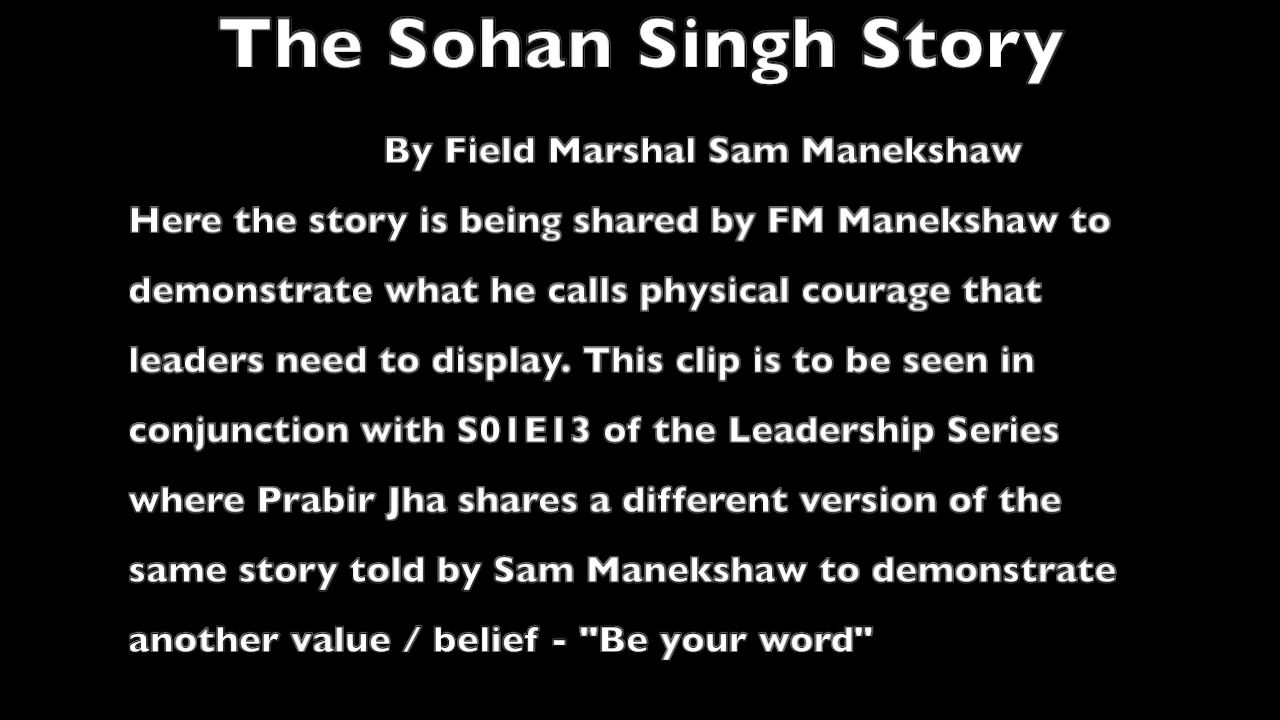 The Sohan Singh Story
By Field Marshal Sam Manekshaw
Here the story is being shared by FM Manekshaw to
demonstrate what he calls physical courage that
leaders need to display. This clip is to be seen in
conjunction with S01E13 of the Leadership Series
where Prabir Jha shares a different version of the
same story told by Sam Manekshaw to demonstrate
another value / belief - "Be your word"